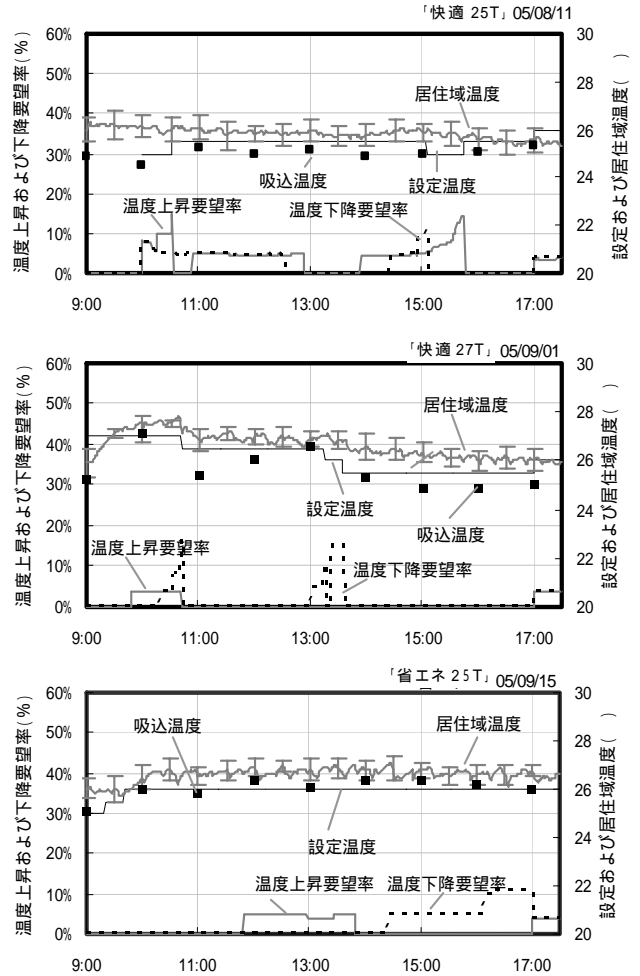 「快適 25T」 05/08/11
温度上昇および下降要望率(%)
60%
50%
40%
30%
20%
10%
0%
30
28
26
24
22
20
設定および居住域温度( )
居住域温度
吸込温度
設定温度
温度上昇要望率
温度下降要望率
9:00
11:00
13:00
15:00
17:00
「快適 27T」 05/09/01
温度上昇および下降要望率(%)
60%
50%
40%
30%
20%
10%
0%
30
28
26
24
22
20
設定および居住域温度( )
居住域温度
設定温度
吸込温度
温度上昇要望率
温度下降要望率
9:00
11:00
13:00
15:00
17:00
「省エネ 25T」 05/09/15
温度上昇および下降要望率(%)
60%
50%
40%
30%
20%
10%
0%
30
28
26
24
22
20
設定および居住域温度( )
吸込温度
居住域温度
設定温度
温度上昇要望率
温度下降要望率
9:00
11:00
13:00
15:00
17:00